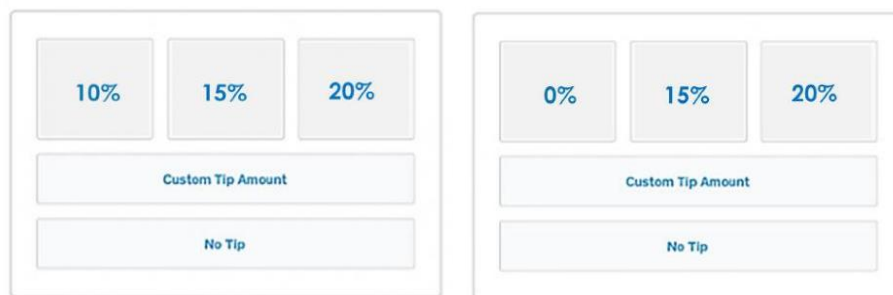 10% 15% 20%
Custom Tip Amount
No Tip
0% 15% 20%
Custom Tip Amount
No Tip